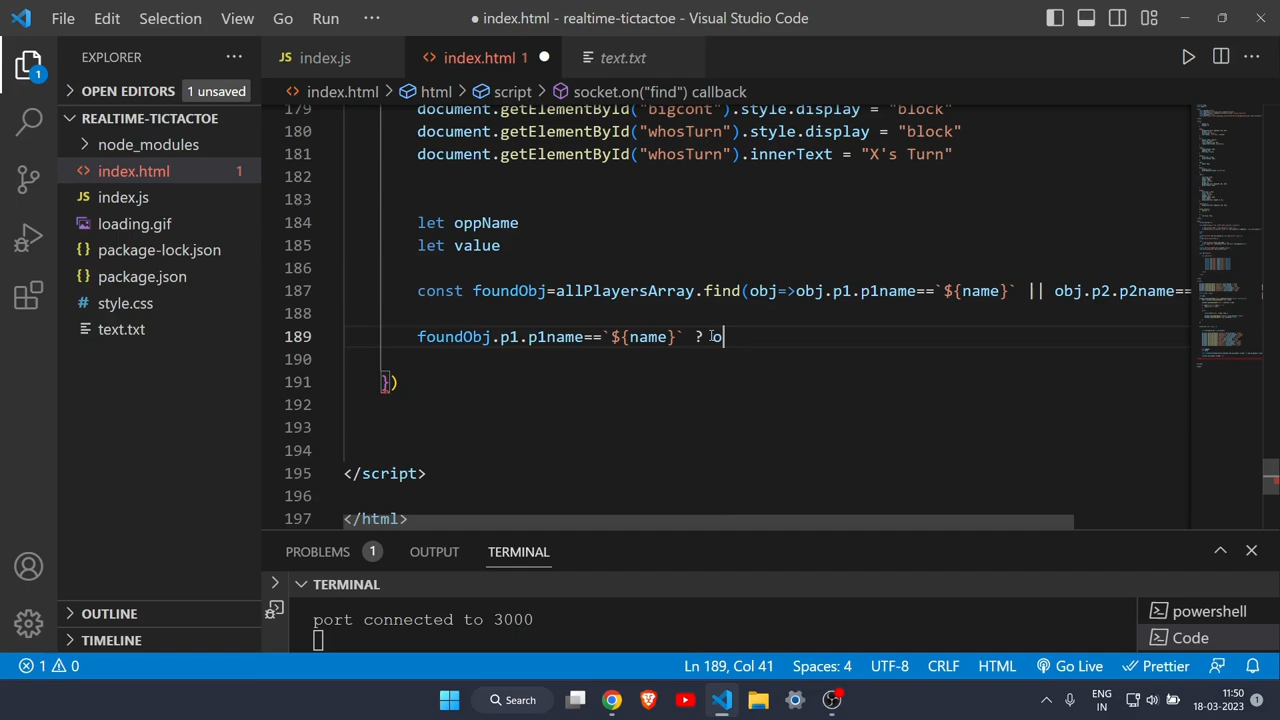 File Edit Selection View Go Run ··· ● index.html - realtime-tictactoe - Visual Studio Code
EXPLORER ···
JS index.js
<> index.html 1 ●
text.txt
1
OPEN EDITORS 1 unsaved
REALTIME-TICTACTOE
node_modules
<> index.html 1
JS index.js
loading.gif
{} package-lock.json
{} package.json
# style.css
text.txt
OUTLINE
TIMELINE
<> index.html > html > script > socket.on("find") callback
179 document.getElementById("bigcont").style.display = "block"
180 document.getElementById("whosTurn").style.display = "block"
181 document.getElementById("whosTurn").innerText = "X's Turn"
182
183
184 let oppName
185 let value
186
187 const foundObj=allPlayersArray.find(obj=>obj.p1.p1name==`${name}` || obj.p2.p2name==
188
189 foundObj.p1.p1name==`${name}` ? o
190
191 })
192
193
194
195 </script>
196
197 </html>
PROBLEMS 1 OUTPUT TERMINAL
TERMINAL
port connected to 3000
powershell
Code
1 0 Ln 189, Col 41 Spaces: 4 UTF-8 CRLF HTML Go Live Prettier
Search
ENG
IN
11:50
18-03-2023
1